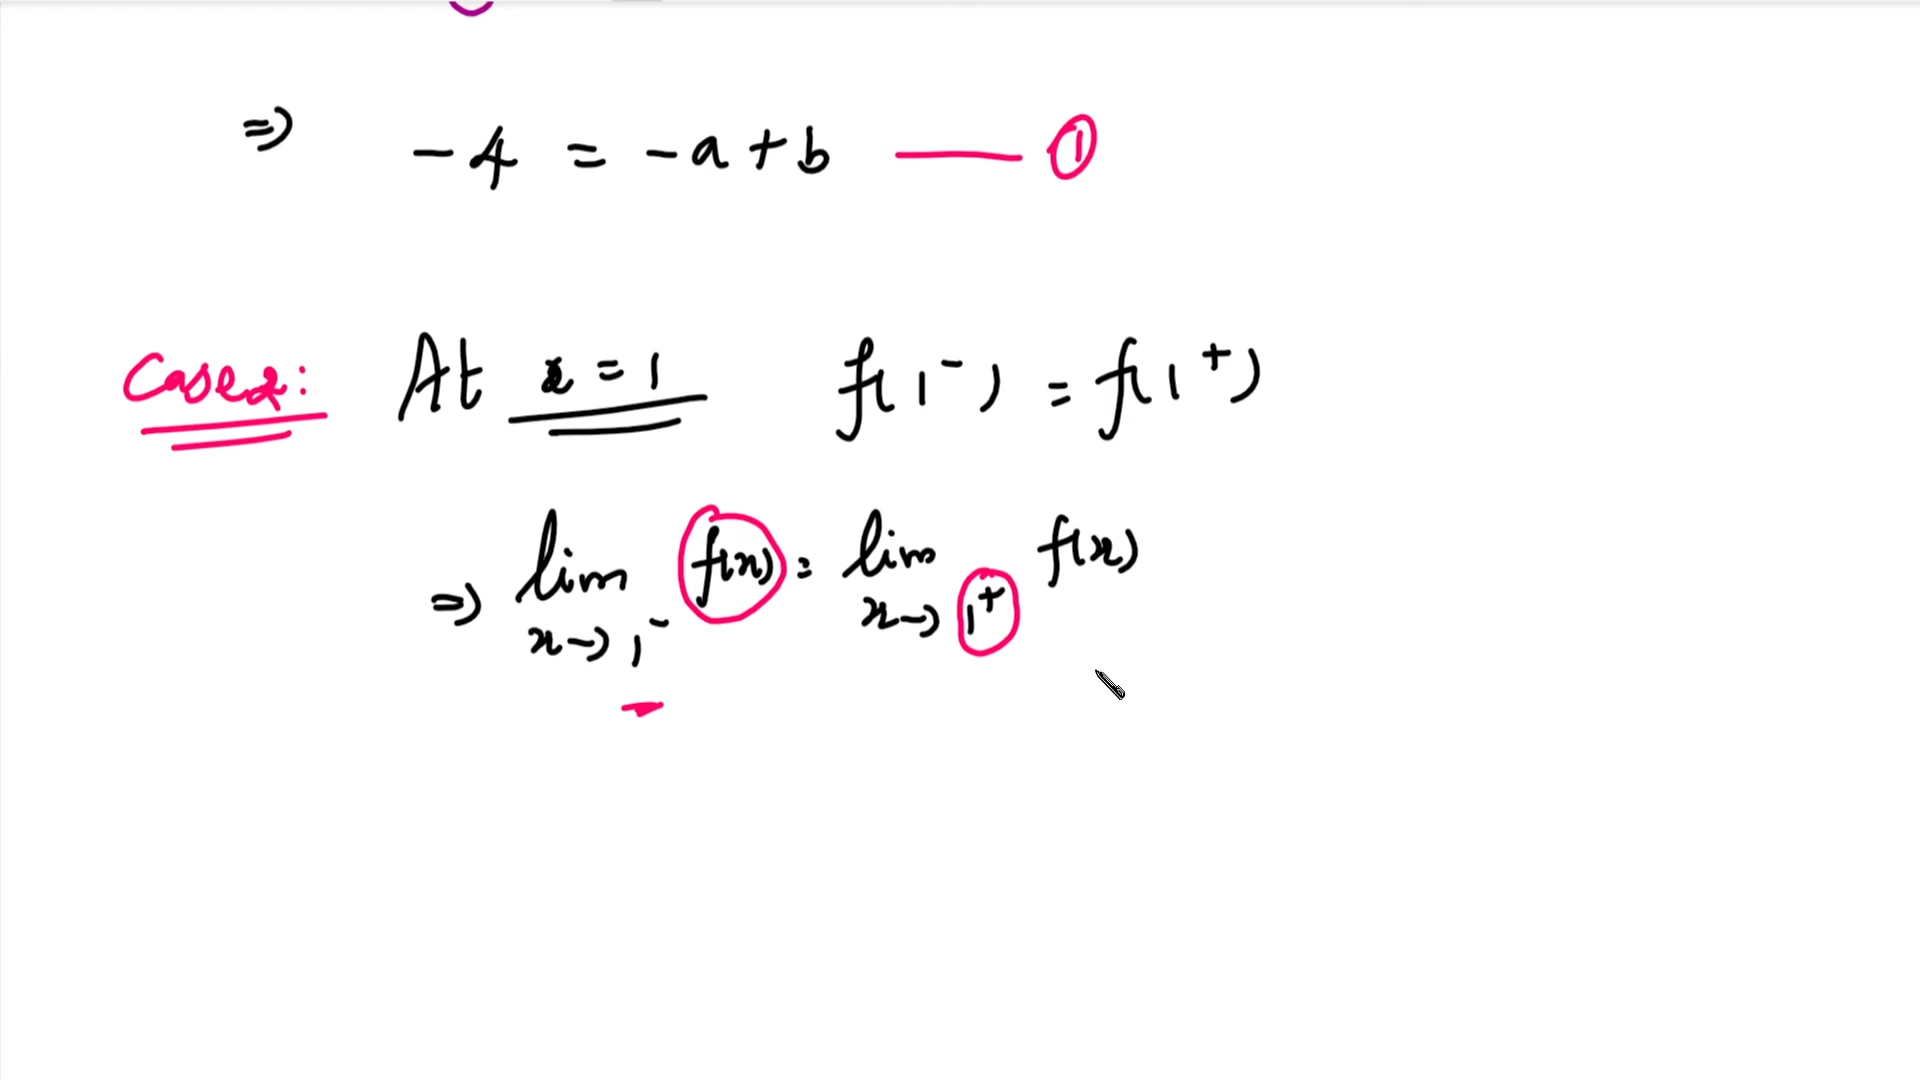 ⇒ -4 = -a+b —— ①
Case2: At x=1 f(1⁻) = f(1⁺)
⇒ lim f(x) = lim f(x)
x→1⁻ x→1⁺